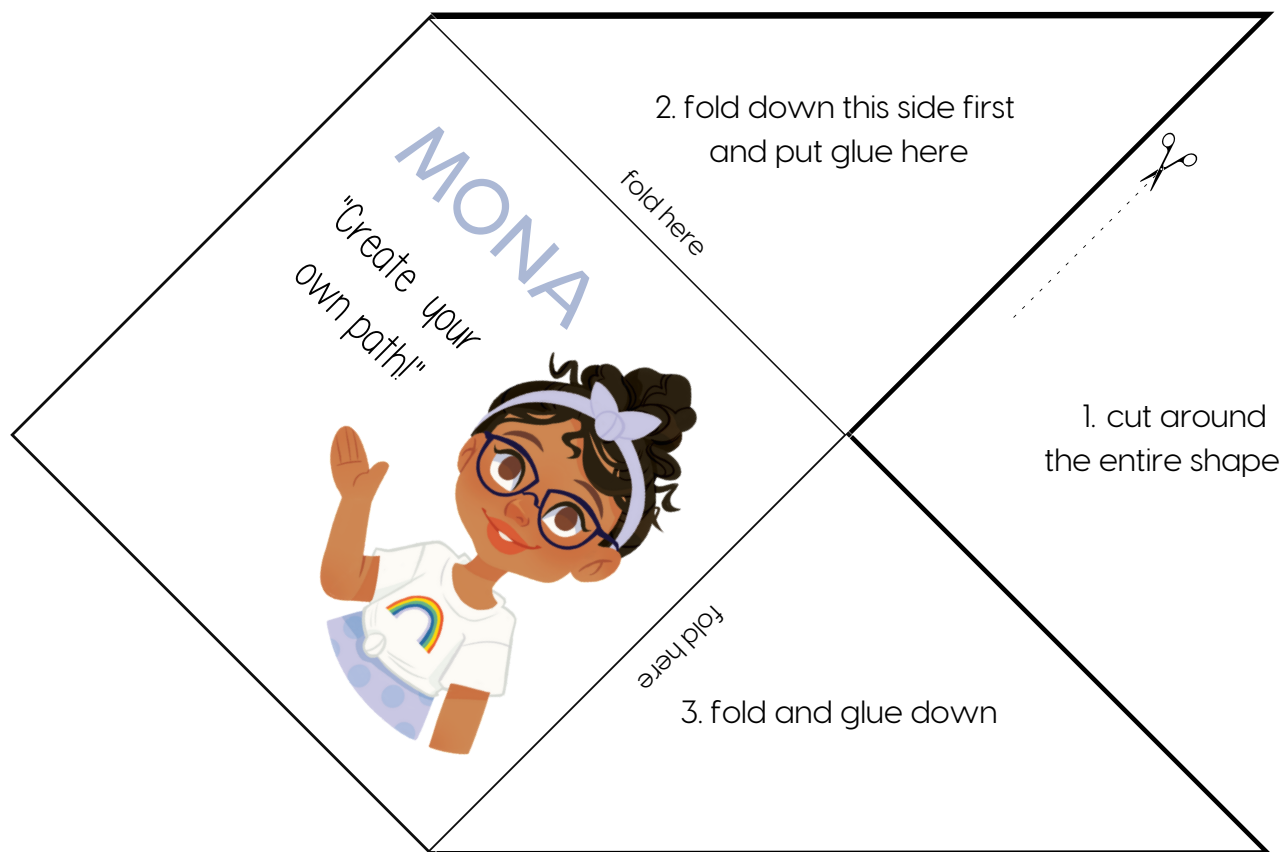 MONA
"Create your
own path!"
fold here
2. fold down this side first
and put glue here
1. cut around
the entire shape
fold here
3. fold and glue down